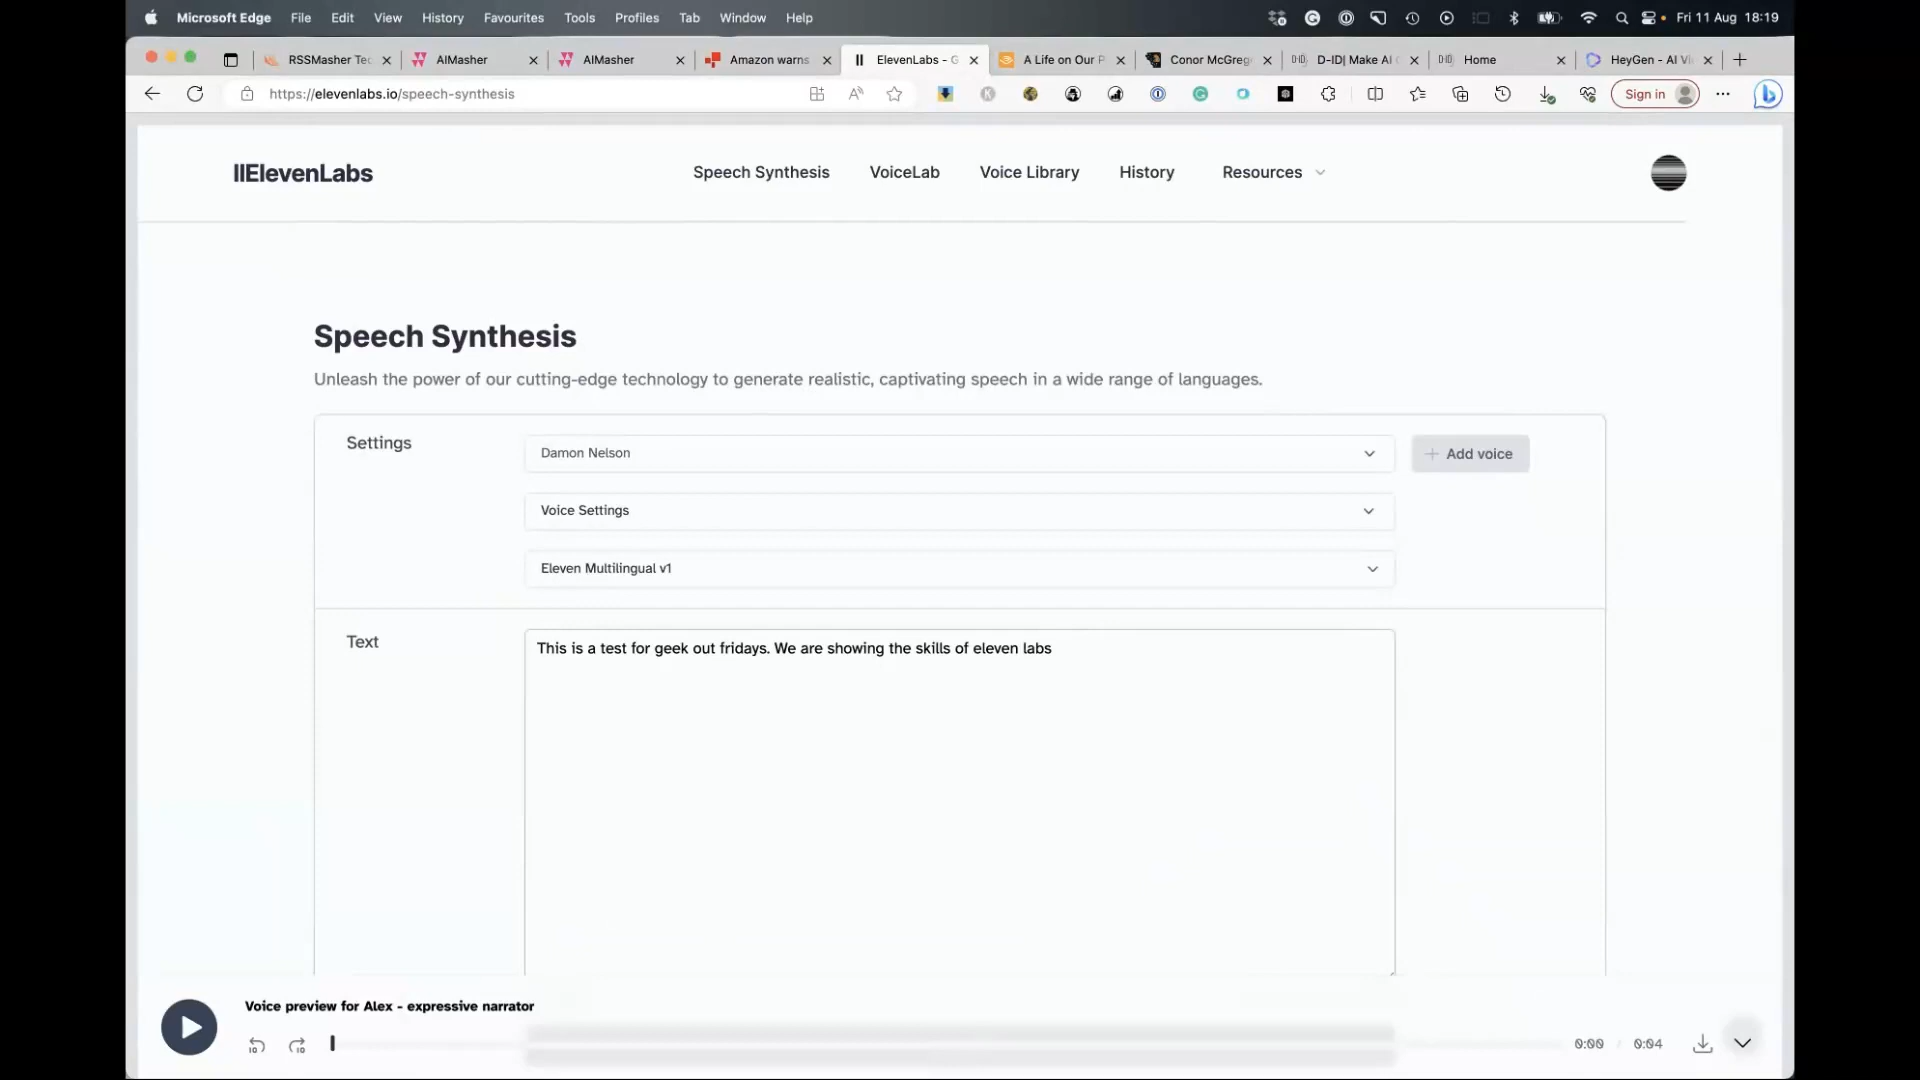 Microsoft Edge File Edit View History Favourites Tools Profiles Tab Window Help Fri 11 Aug 18:19
RSSMasher Tec AIMasher AIMasher Amazon warns ElevenLabs - G A Life on Our P Conor McGreg D-ID| Make AI Home HeyGen - AI Vi
https://elevenlabs.io/speech-synthesis Sign in
IIElevenLabs Speech Synthesis VoiceLab Voice Library History Resources
Speech Synthesis
Unleash the power of our cutting-edge technology to generate realistic, captivating speech in a wide range of languages.
Settings Damon Nelson + Add voice
Voice Settings
Eleven Multilingual v1
Text This is a test for geek out fridays. We are showing the skills of eleven labs
Voice preview for Alex - expressive narrator
10 10 0:00 / 0:04